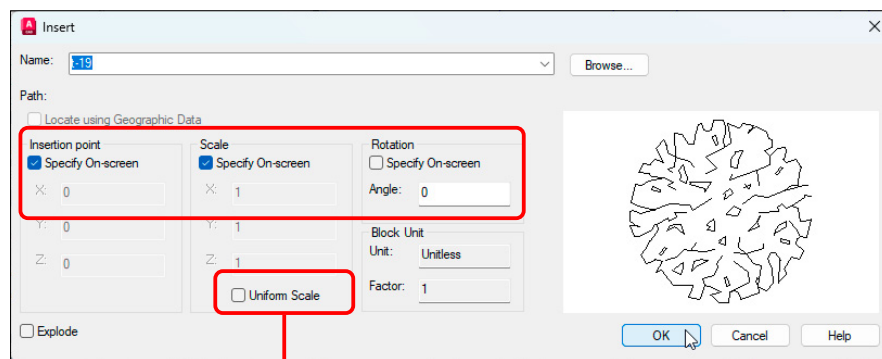 Insert
Name: t-19 Browse...
Path:
Locate using Geographic Data
Insertion point Scale Rotation
Specify On-screen Specify On-screen Specify On-screen
X: 0 X: 1 Angle: 0
Y: 0 Y: 1 Block Unit
Z: 0 Z: 1 Unit: Unitless
Uniform Scale Factor: 1
Explode OK Cancel Help